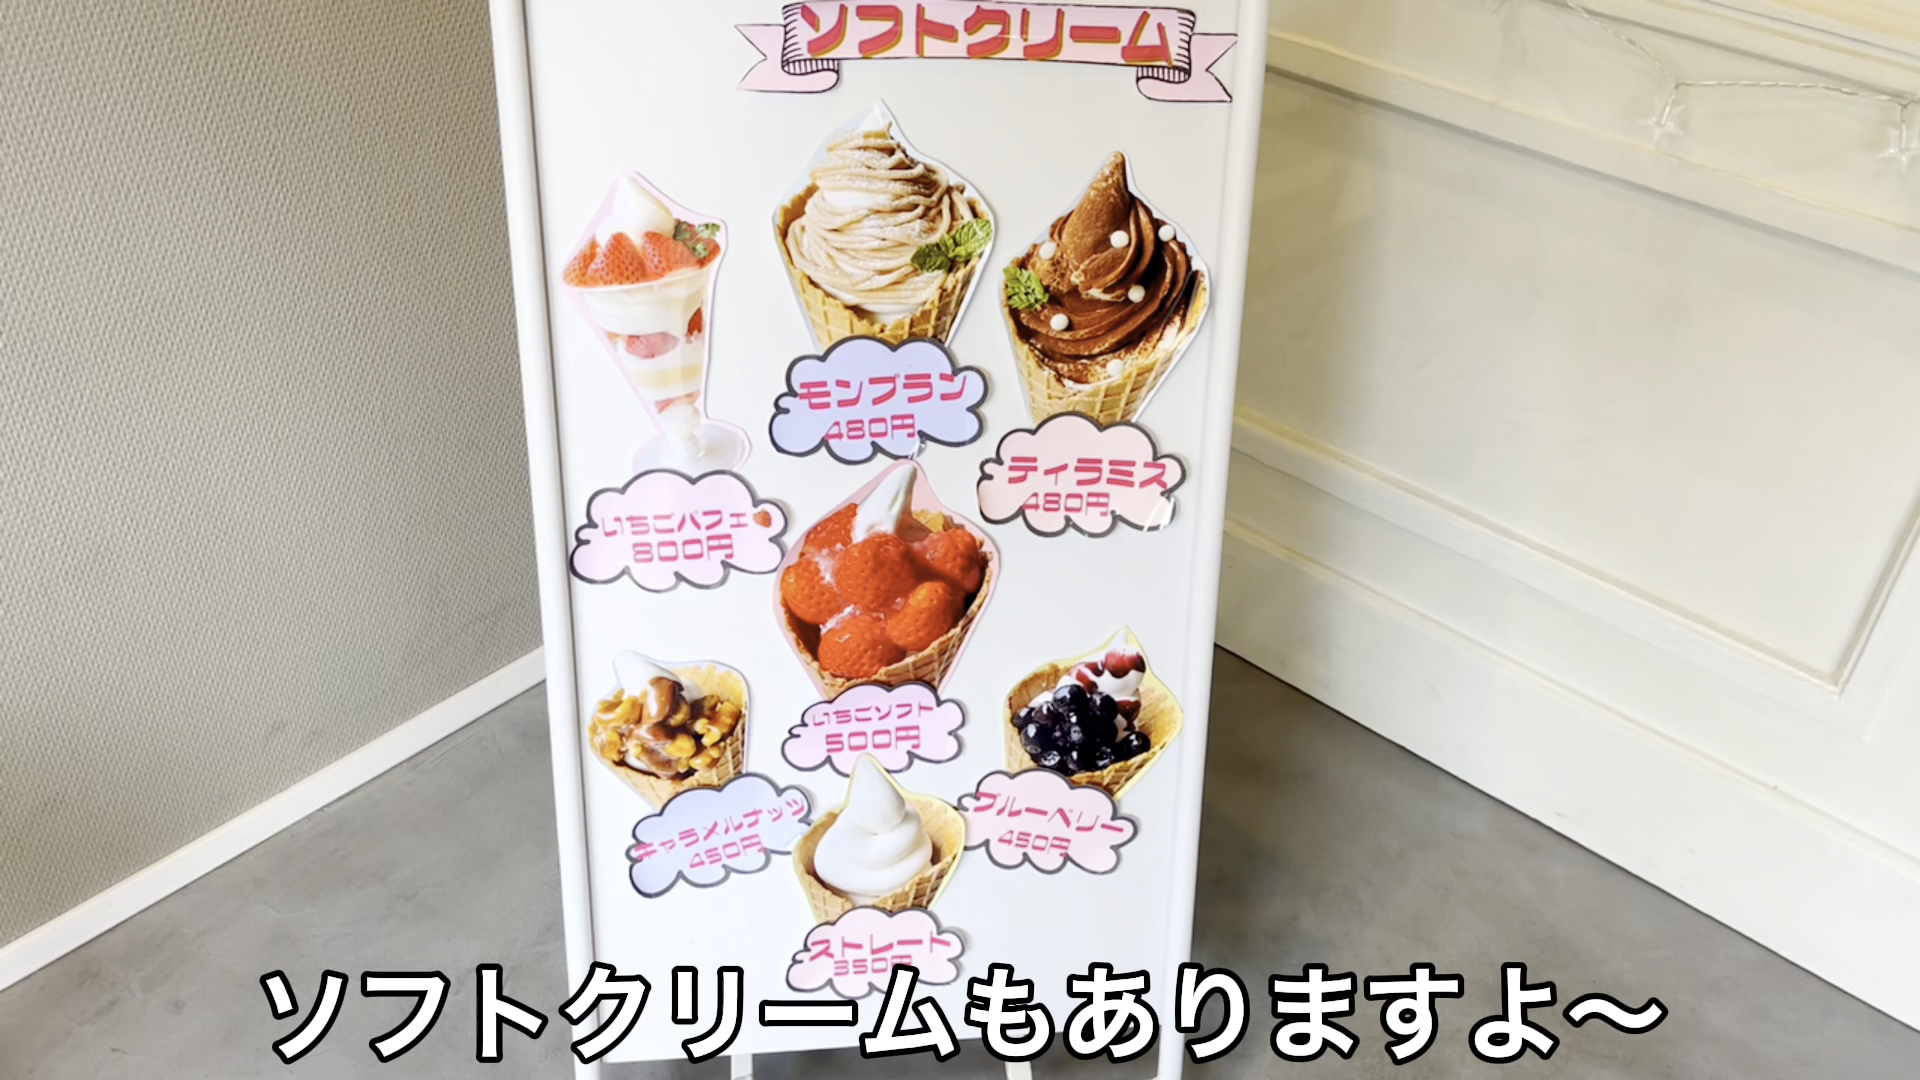 ソフトクリーム
モンブラン
480円
ティラミス
480円
いちごパフェ
800円
いちごソフト
500円
キャラメルナッツ
450円
ブルーベリー
450円
ストレート
350円
ソフトクリームもありますよ〜